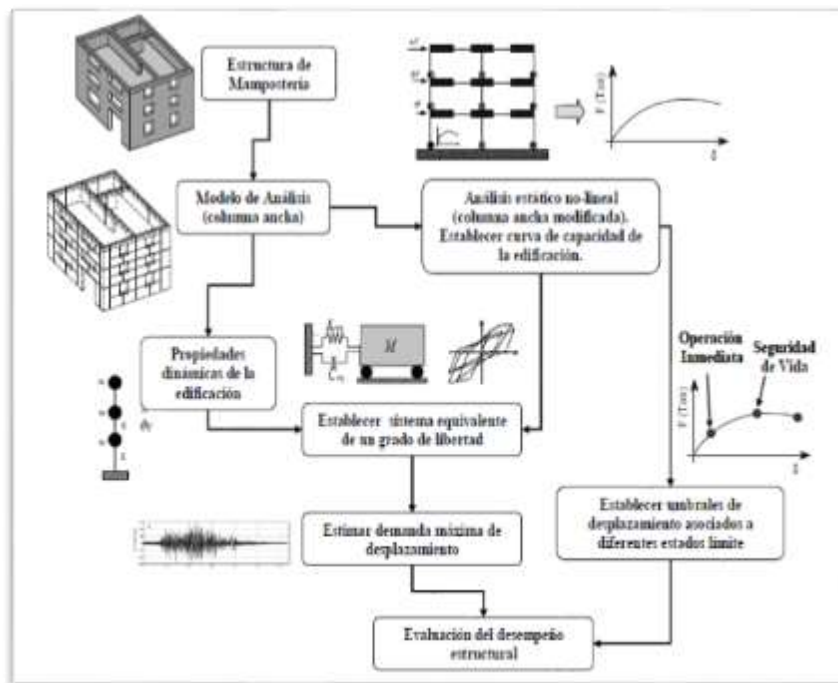 Estructura de
Mampostería
F (Ton)
Modelo de Análisis
(columna ancha)
Análisis estático no-lineal
(columna ancha modificada).
Establecer curva de capacidad de
la edificación.
Propiedades
dinámicas de la
edificación
M
Operación
Inmediata
Seguridad
de Vida
F (Ton)
Establecer sistema equivalente
de un grado de libertad
Establecer umbrales de
desplazamiento asociados a
diferentes estados límite
Estimar demanda máxima de
desplazamiento
Evaluación del desempeño
estructural